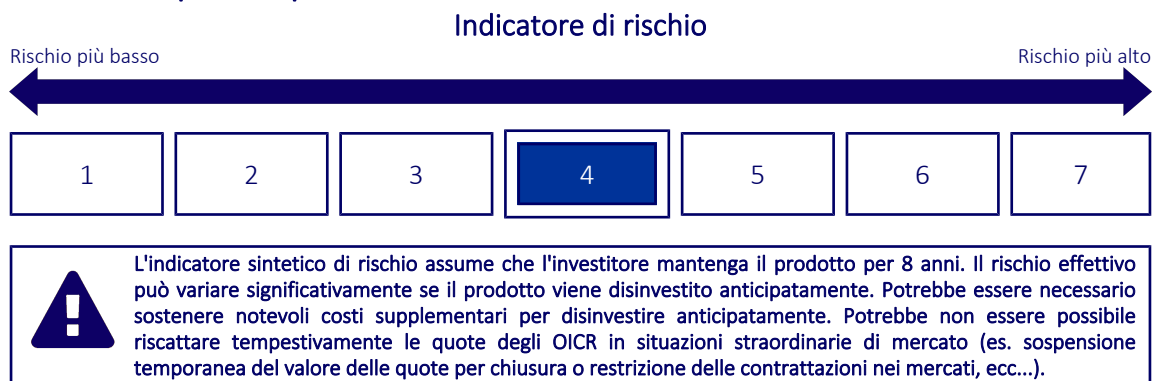 Indicatore di rischio
Rischio più basso
Rischio più alto
1 2 3 4 5 6 7
L'indicatore sintetico di rischio assume che l'investitore mantenga il prodotto per 8 anni. Il rischio effettivo
può variare significativamente se il prodotto viene disinvestito anticipatamente. Potrebbe essere necessario
sostenere notevoli costi supplementari per disinvestire anticipatamente. Potrebbe non essere possibile
riscattare tempestivamente le quote degli OICR in situazioni straordinarie di mercato (es. sospensione
temporanea del valore delle quote per chiusura o restrizione delle contrattazioni nei mercati, ecc...).